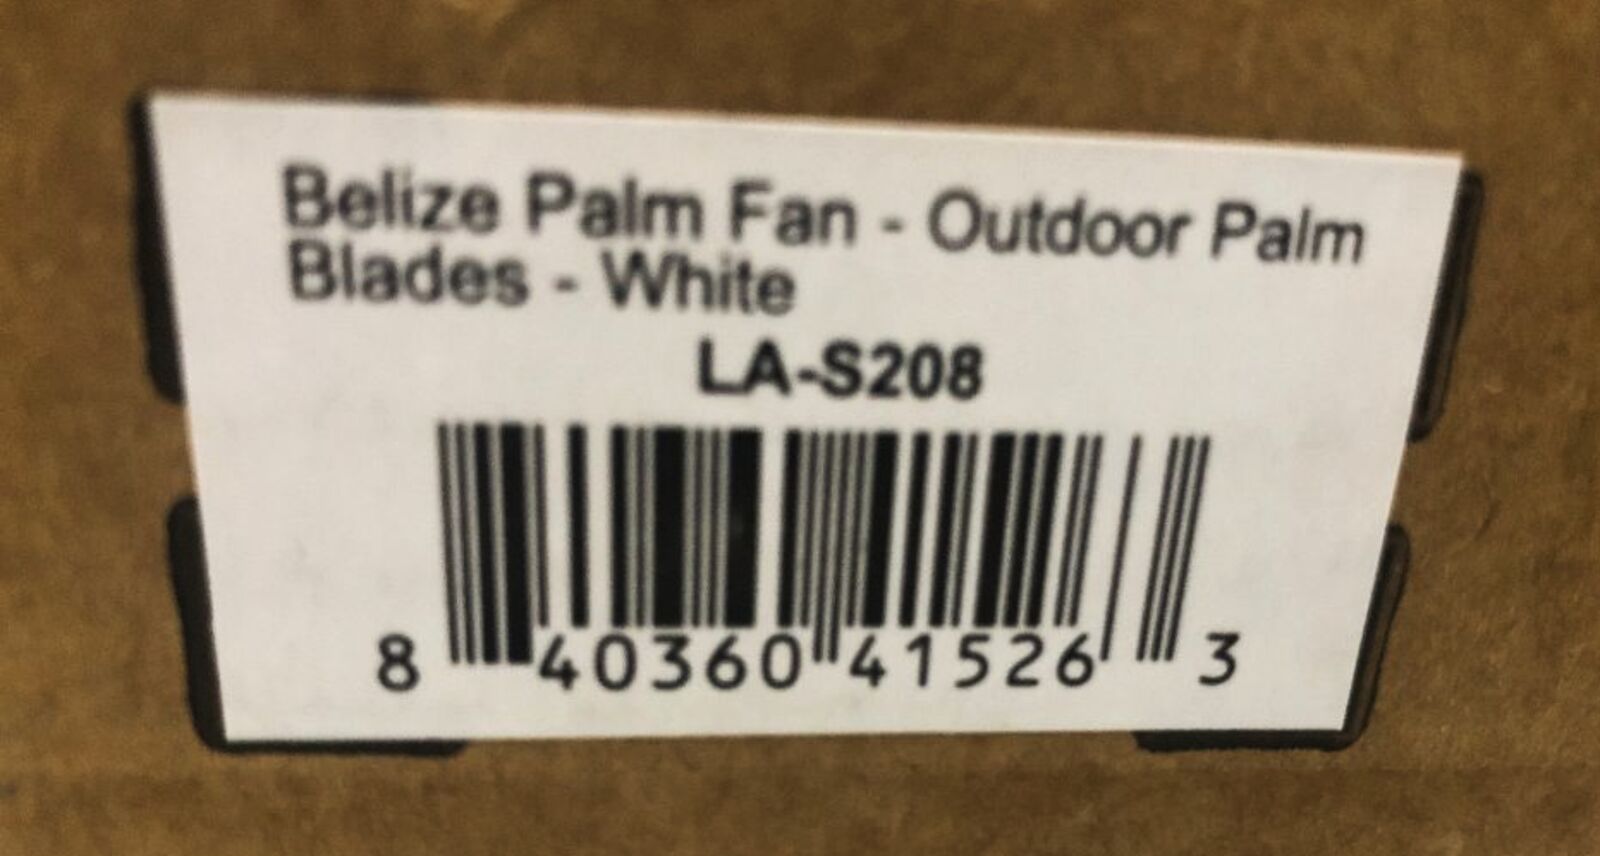 Belize Palm Fan - Outdoor Palm
Blades - White
LA-S208
8 40360 41526 3